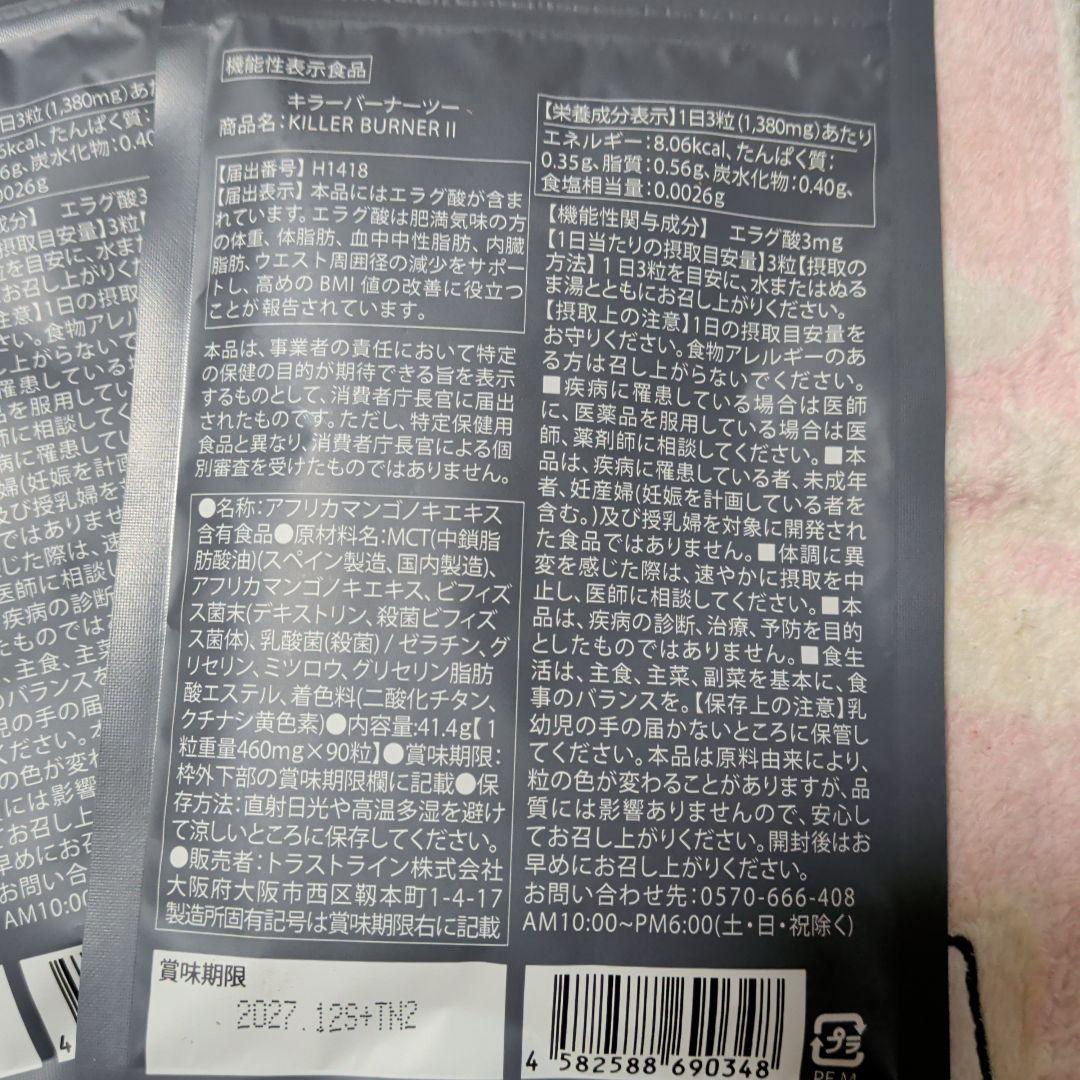 機能性表示食品
キラーバーナーツー
商品名:KILLER BURNER II
【届出番号】H1418
【届出表示】本品にはエラグ酸が含ま
れています。エラグ酸は肥満気味の方
の体重、体脂肪、血中中性脂肪、内臓
脂肪、ウエスト周囲径の減少をサポー
トし、高めの BMI 値の改善に役立つ
ことが報告されています。
本品は、事業者の責任において特定
の保健の目的が期待できる旨を表示
するものとして、消費者庁長官に届出
されたものです。ただし、特定保健用
食品と異なり、消費者庁長官による個
別審査を受けたものではありません。
●名称:アフリカマンゴノキエキス
含有食品●原材料名:MCT(中鎖脂
肪酸油)(スペイン製造、国内製造)、
アフリカマンゴノキエキス、ビフィズ
ス菌末(デキストリン、殺菌ビフィズ
ス菌体)、乳酸菌(殺菌) / ゼラチン、グ
リセリン、ミツロウ、グリセリン脂肪
酸エステル、着色料(二酸化チタン、
クチナシ黄色素)●内容量:41.4g【1
粒重量460mg×90粒】●賞味期限:
枠外下部の賞味期限欄に記載●保
存方法:直射日光や高温多湿を避け
て涼しいところに保存してください。
●販売者:トラストライン株式会社
大阪府大阪市西区靱本町1-4-17
製造所固有記号は賞味期限右に記載
賞味期限
2027.12S+TN2
【栄養成分表示】1日3粒(1,380mg)あたり
エネルギー:8.06kcal、たんぱく質:
0.35g、脂質:0.56g、炭水化物:0.40g、
食塩相当量:0.0026g
【機能性関与成分】 エラグ酸3mg
【1日当たりの摂取目安量】3粒【摂取の
方法】1日3粒を目安に、水またはぬる
ま湯とともにお召し上がりください。
【摂取上の注意】1日の摂取目安量を
お守りください。食物アレルギーのあ
る方は召し上がらないでください。
■疾病に罹患している場合は医師
に、医薬品を服用している場合は医
師、薬剤師に相談してください。■本
品は、疾病に罹患している者、未成年
者、妊産婦(妊娠を計画している者を
含む。)及び授乳婦を対象に開発され
た食品ではありません。■体調に異
変を感じた際は、速やかに摂取を中
止し、医師に相談してください。■本
品は、疾病の診断、治療、予防を目的
としたものではありません。■食生
活は、主食、主菜、副菜を基本に、食
事のバランスを。【保存上の注意】乳
幼児の手の届かないところに保管し
てください。本品は原料由来により、
粒の色が変わることがありますが、品
質には影響ありませんので、安心し
てお召し上がりください。開封後はお
早めにお召し上がりください。
お問い合わせ先:0570-666-408
AM10:00~PM6:00(土・日・祝除く)
4 582588 690348
プラ